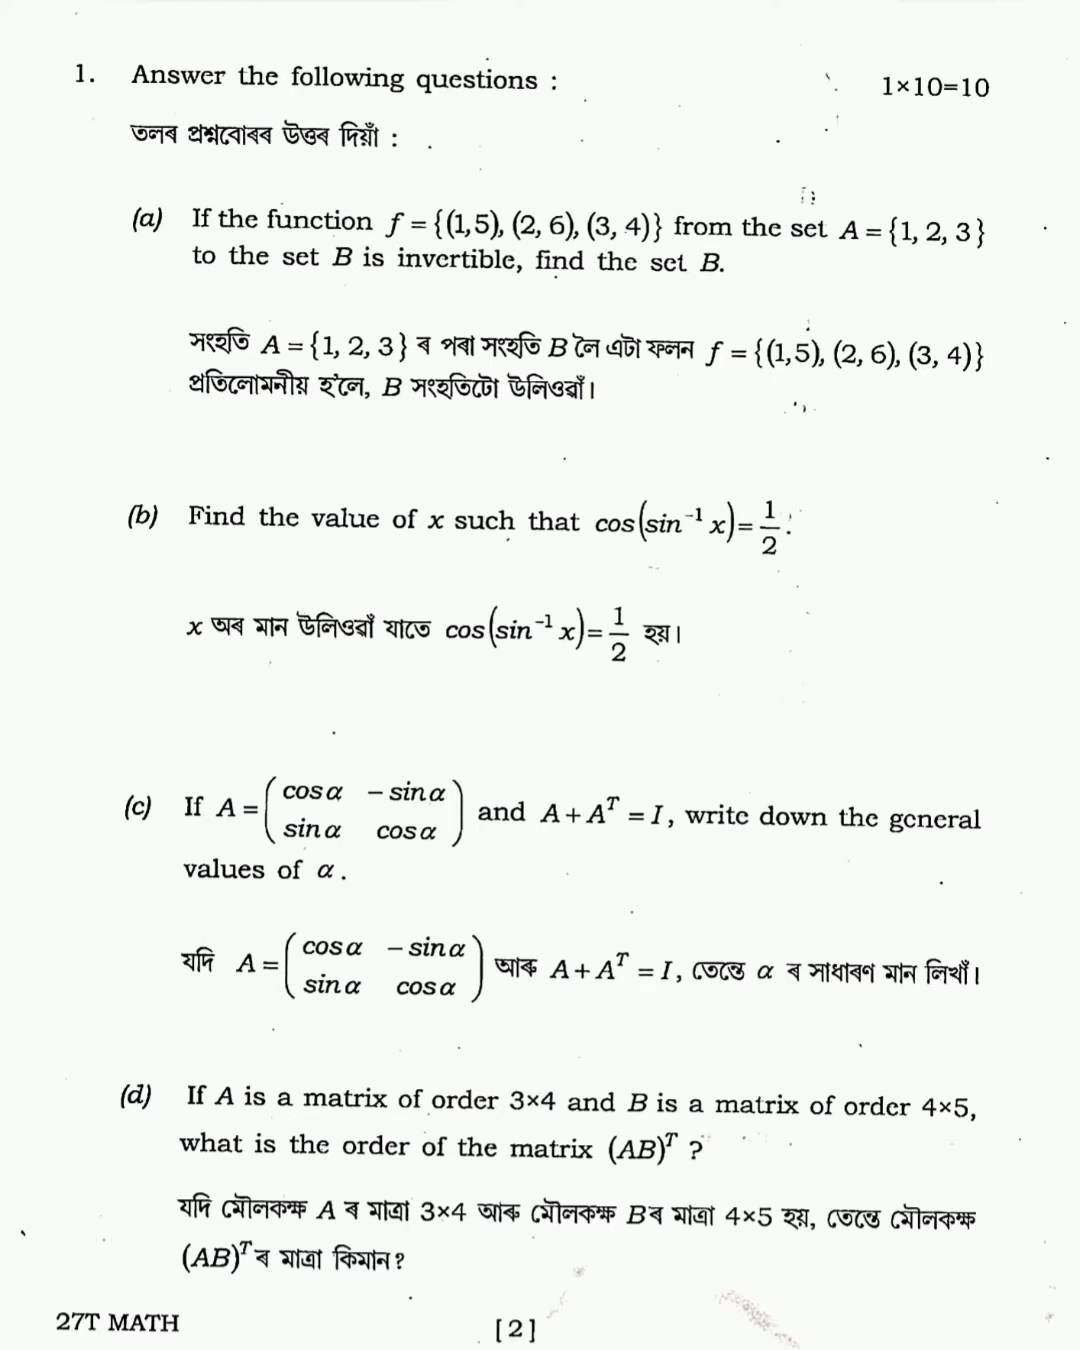 1. Answer the following questions : 1×10=10
তলৰ প্ৰশ্নবোৰৰ উত্তৰ দিয়াঁ :
(a) If the function f = {(1,5), (2, 6), (3, 4)} from the set A = {1, 2, 3}
to the set B is invertible, find the set B.
সংহতি A = {1, 2, 3} ৰ পৰা সংহতি B লৈ এটা ফলন f = {(1,5), (2, 6), (3, 4)}
প্ৰতিলোমনীয় হ'লে, B সংহতিটো উলিওৱাঁ।
(b) Find the value of x such that cos(sin⁻¹ x) = 1/2.
x অৰ মান উলিওৱাঁ যাতে cos(sin⁻¹ x) = 1/2 হয়।
(c) If A = (cos α  − sin α
sin α  cos α) and A + Aᵀ = I, write down the general
values of α.
যদি A = (cos α  − sin α
sin α  cos α) আৰু A + Aᵀ = I, তেন্তে α ৰ সাধাৰণ মান লিখাঁ।
(d) If A is a matrix of order 3×4 and B is a matrix of order 4×5,
what is the order of the matrix (AB)ᵀ ?
যদি মৌলকক্ষ A ৰ মাত্ৰা 3×4 আৰু মৌলকক্ষ Bৰ মাত্ৰা 4×5 হয়, তেন্তে মৌলকক্ষ
(AB)ᵀ ৰ মাত্ৰা কিমান?
27T MATH [2]